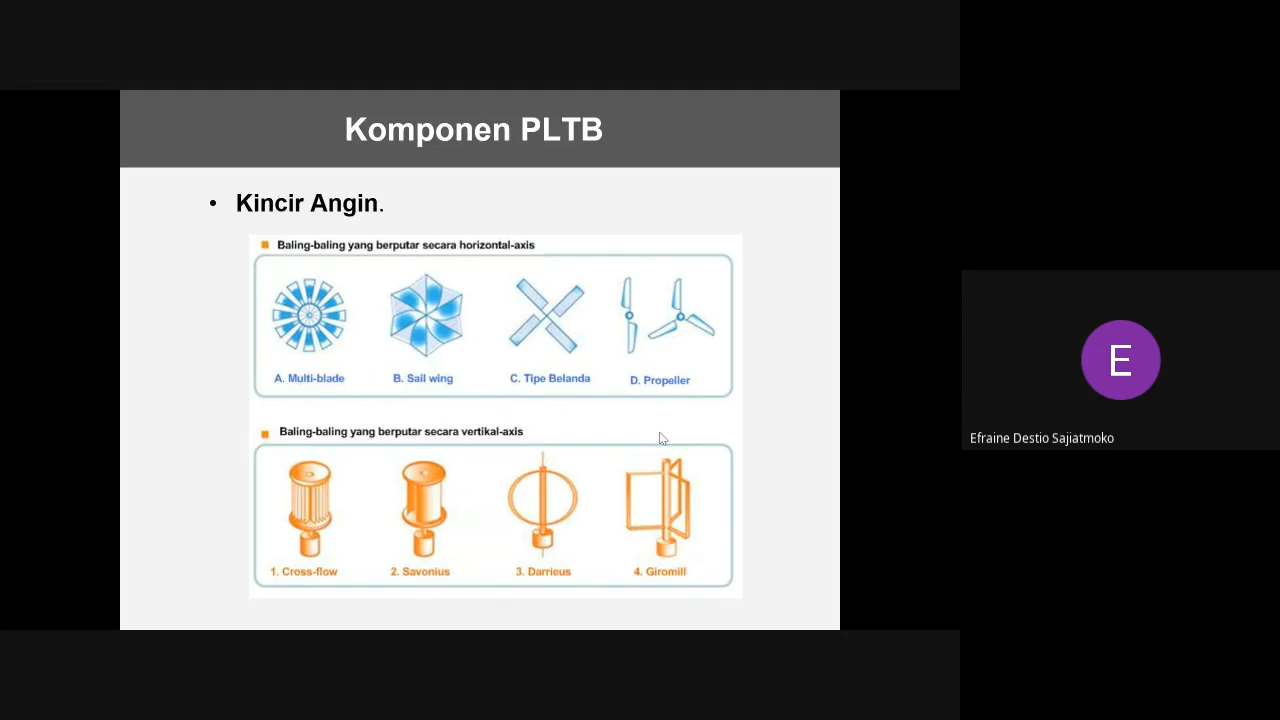 Komponen PLTB
• Kincir Angin.
Baling-baling yang berputar secara horizontal-axis
A. Multi-blade
B. Sail wing
C. Tipe Belanda
D. Propeller
Baling-baling yang berputar secara vertikal-axis
1. Cross-flow
2. Savonius
3. Darrieus
4. Giromill
E
Efraine Destio Sajiatmoko